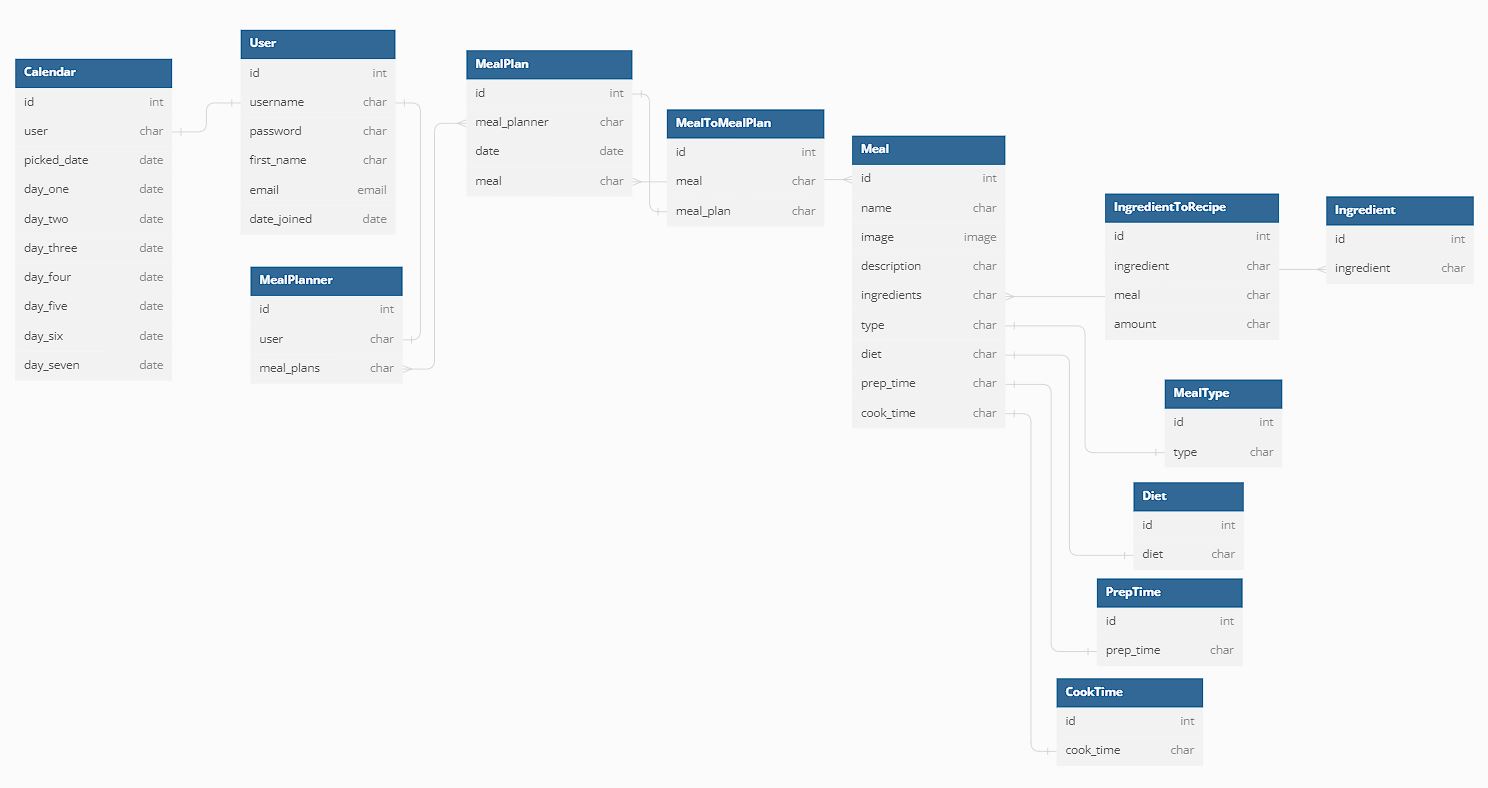 Calendar
id int
user char
picked_date date
day_one date
day_two date
day_three date
day_four date
day_five date
day_six date
day_seven date
User
id int
username char
password char
first_name char
email email
date_joined date
MealPlanner
id int
user char
meal_plans char
MealPlan
id int
meal_planner char
date date
meal char
MealToMealPlan
id int
meal char
meal_plan char
Meal
id int
name char
image image
description char
ingredients char
type char
diet char
prep_time char
cook_time char
IngredientToRecipe
id int
ingredient char
meal char
amount char
Ingredient
id int
ingredient char
MealType
id int
type char
Diet
id int
diet char
PrepTime
id int
prep_time char
CookTime
id int
cook_time char